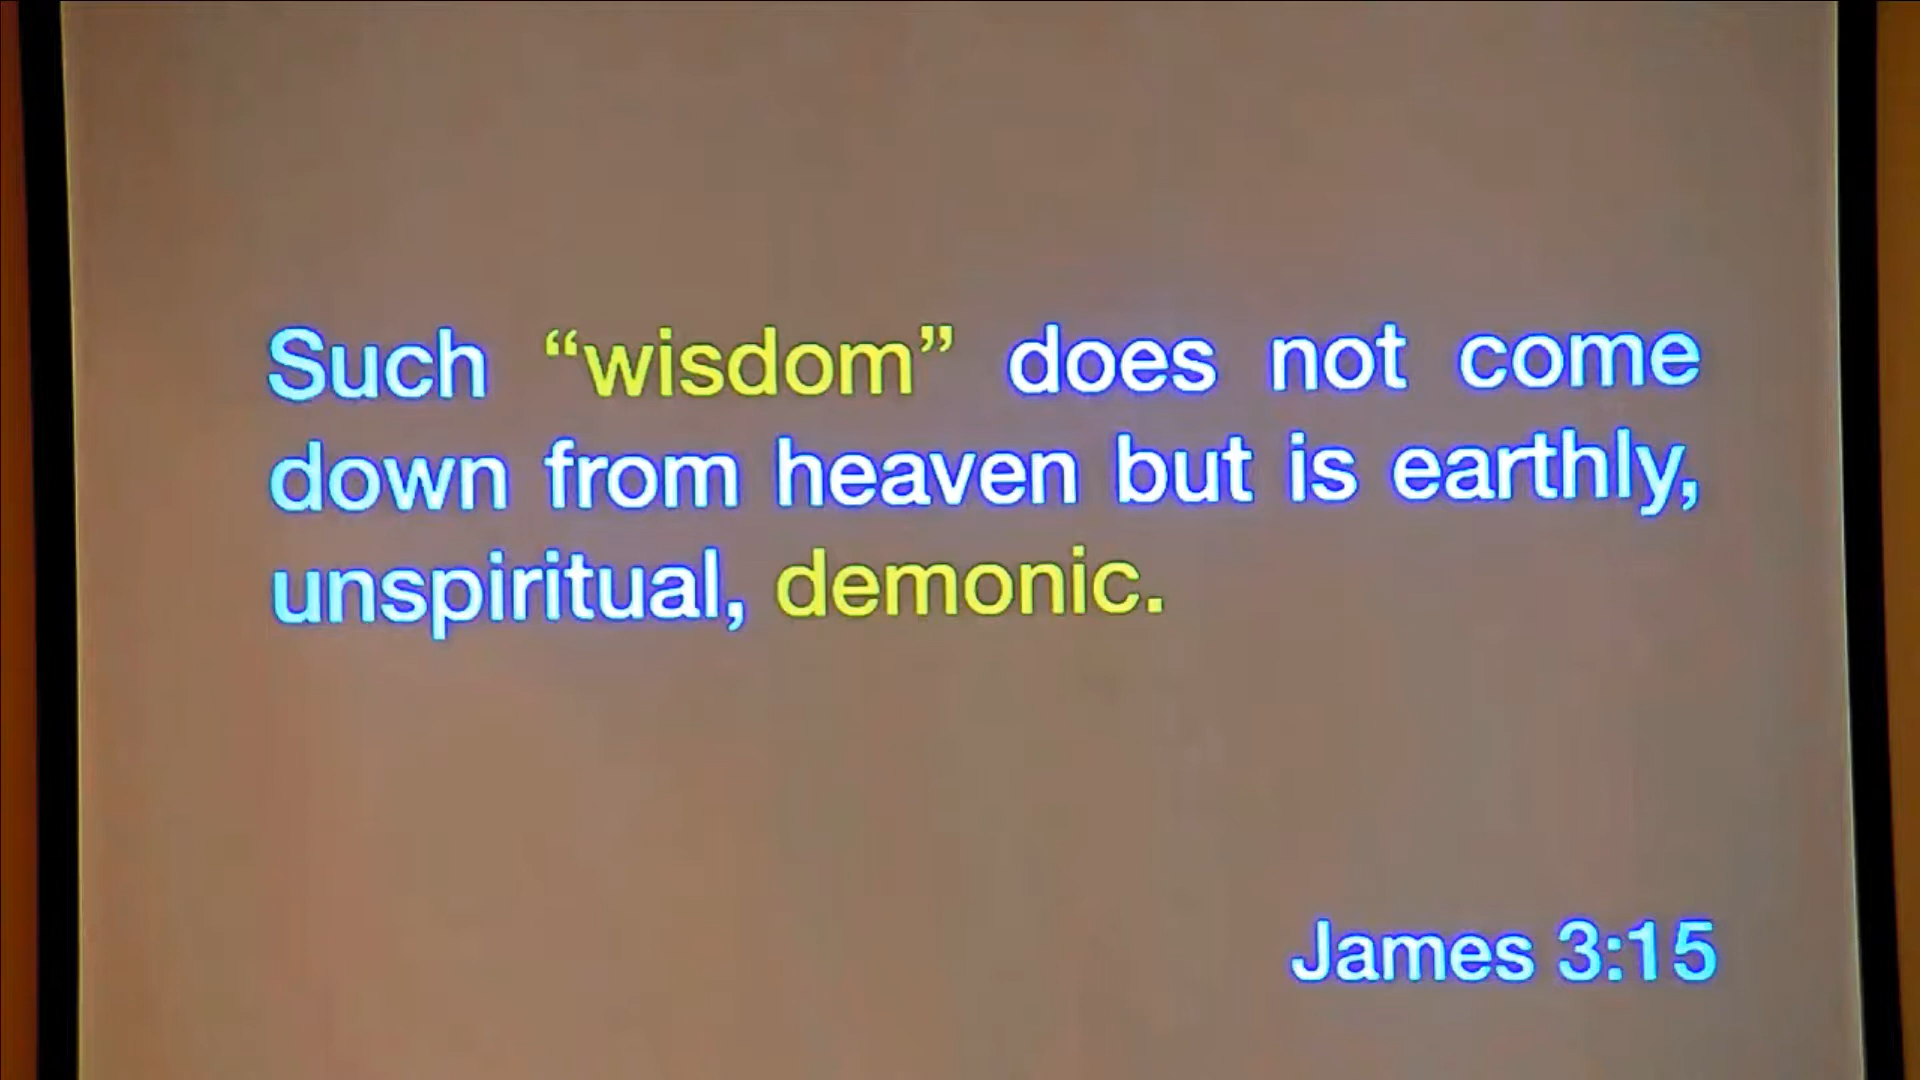 Such “wisdom” does not come
down from heaven but is earthly,
unspiritual, demonic.
James 3:15